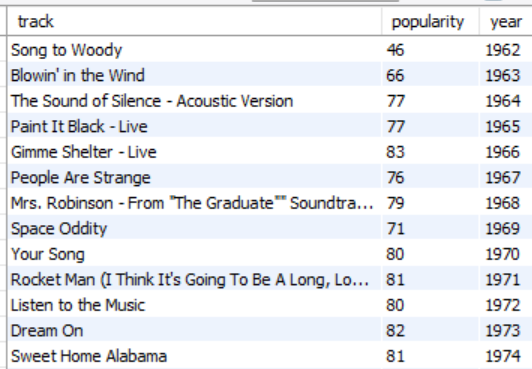 track popularity year
Song to Woody 46 1962
Blowin' in the Wind 66 1963
The Sound of Silence - Acoustic Version 77 1964
Paint It Black - Live 77 1965
Gimme Shelter - Live 83 1966
People Are Strange 76 1967
Mrs. Robinson - From "The Graduate"" Soundtra... 79 1968
Space Oddity 71 1969
Your Song 80 1970
Rocket Man (I Think It's Going To Be A Long, Lo... 81 1971
Listen to the Music 80 1972
Dream On 82 1973
Sweet Home Alabama 81 1974